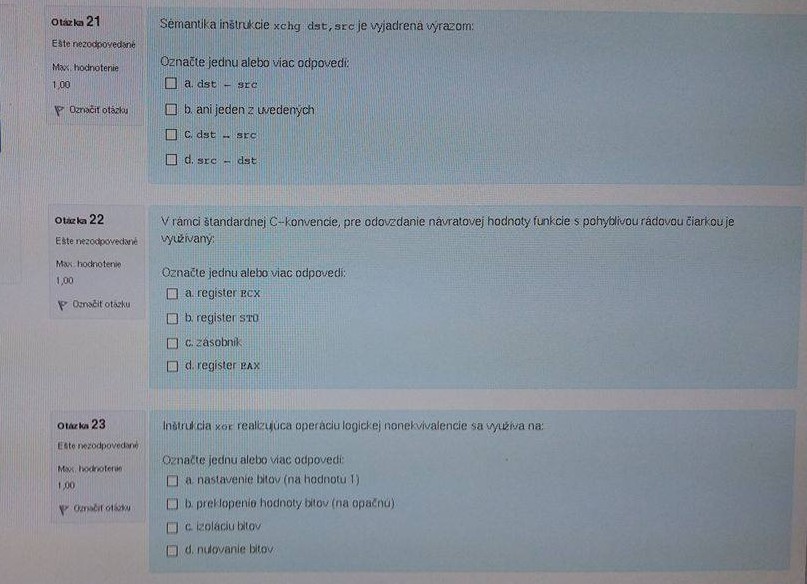 Otázka 21
Ešte nezodpovedané
Max. hodnotenie
1,00
Označiť otázku
Sémantika inštrukcie xchg dst,src je vyjadrená výrazom:
Označte jednu alebo viac odpovedí:
a. dst ← src
b. ani jeden z uvedených
c. dst ↔ src
d. src ← dst
Otázka 22
Ešte nezodpovedané
Max. hodnotenie
1,00
Označiť otázku
V rámci štandardnej C-konvencie, pre odovzdanie návratovej hodnoty funkcie s pohyblivou rádovou čiarkou je
využívaný:
Označte jednu alebo viac odpovedí:
a. register ECX
b. register ST0
c. zásobník
d. register EAX
Otázka 23
Ešte nezodpovedané
Max. hodnotenie
1,00
Označiť otázku
Inštrukcia xor realizujúca operáciu logickej nonekvivalencie sa využíva na:
Označte jednu alebo viac odpovedí:
a. nastavenie bitov (na hodnotu 1)
b. preklopenie hodnoty bitov (na opačnú)
c. izoláciu bitov
d. nulovanie bitov